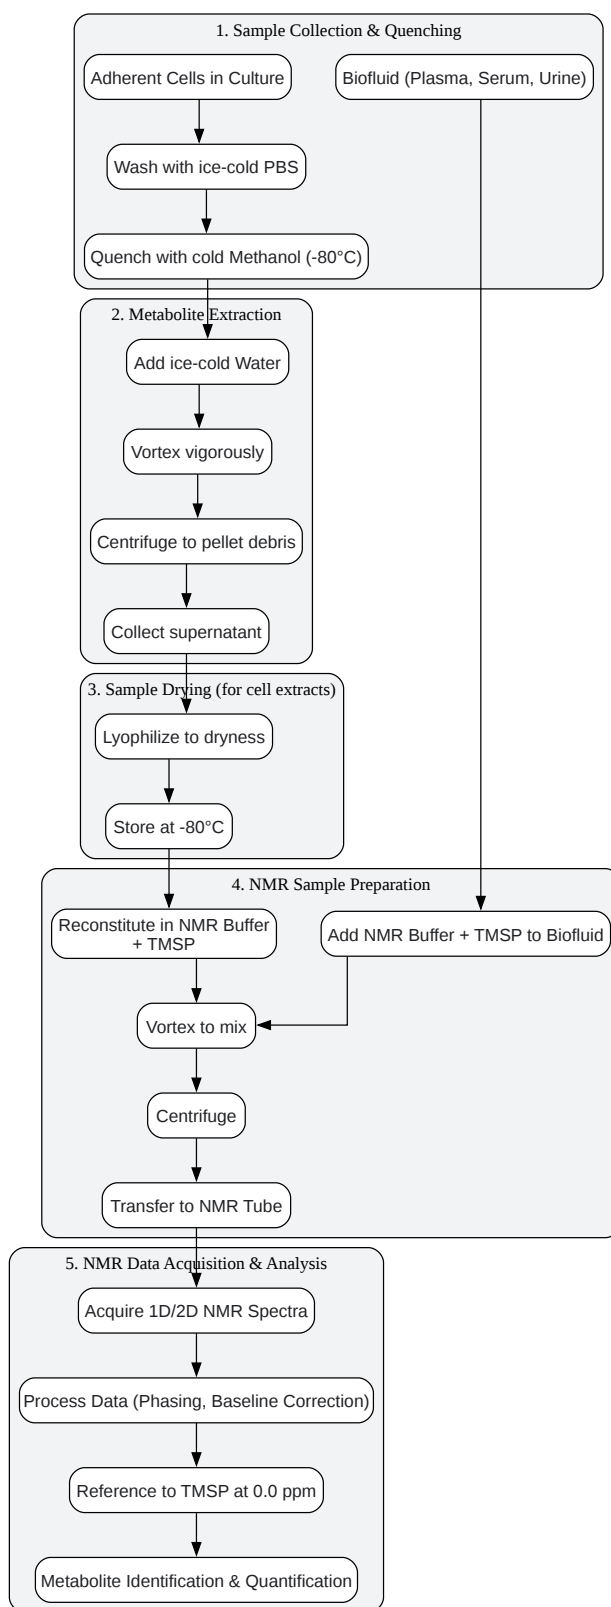 1. Sample Collection & Quenching
Adherent Cells in Culture
Biofluid (Plasma, Serum, Urine)
Wash with ice-cold PBS
Quench with cold Methanol (-80°C)
2. Metabolite Extraction
Add ice-cold Water
Vortex vigorously
Centrifuge to pellet debris
Collect supernatant
3. Sample Drying (for cell extracts)
Lyophilize to dryness
Store at -80°C
4. NMR Sample Preparation
Reconstitute in NMR Buffer
+ TMSP
Add NMR Buffer + TMSP to Biofluid
Vortex to mix
Centrifuge
Transfer to NMR Tube
5. NMR Data Acquisition & Analysis
Acquire 1D/2D NMR Spectra
Process Data (Phasing, Baseline Correction)
Reference to TMSP at 0.0 ppm
Metabolite Identification & Quantification